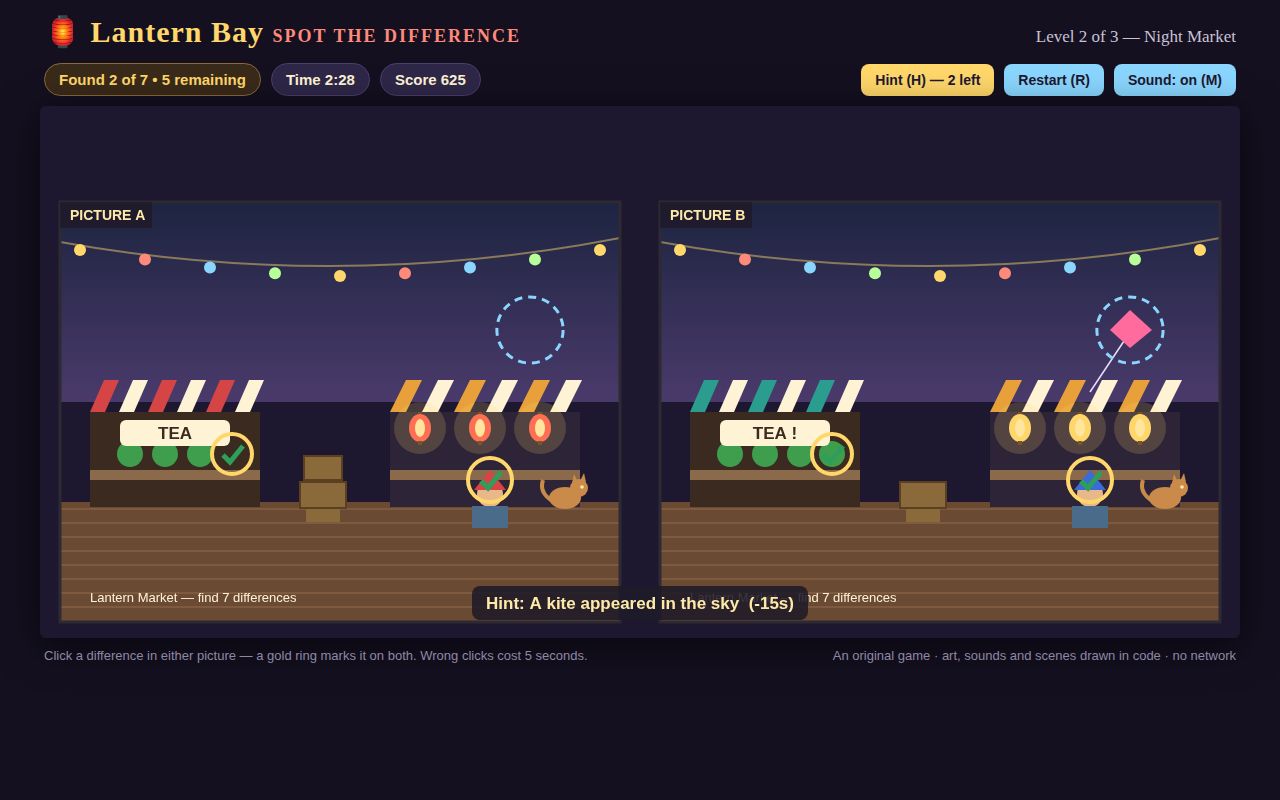 Lantern Bay SPOT THE DIFFERENCE
Level 2 of 3 — Night Market
Found 2 of 7 • 5 remaining
Time 2:28
Score 625
Hint (H) — 2 left
Restart (R)
Sound: on (M)
PICTURE A
PICTURE B
TEA
TEA !
Lantern Market — find 7 differences
find 7 differences
Hint: A kite appeared in the sky (-15s)
Click a difference in either picture — a gold ring marks it on both. Wrong clicks cost 5 seconds.
An original game · art, sounds and scenes drawn in code · no network